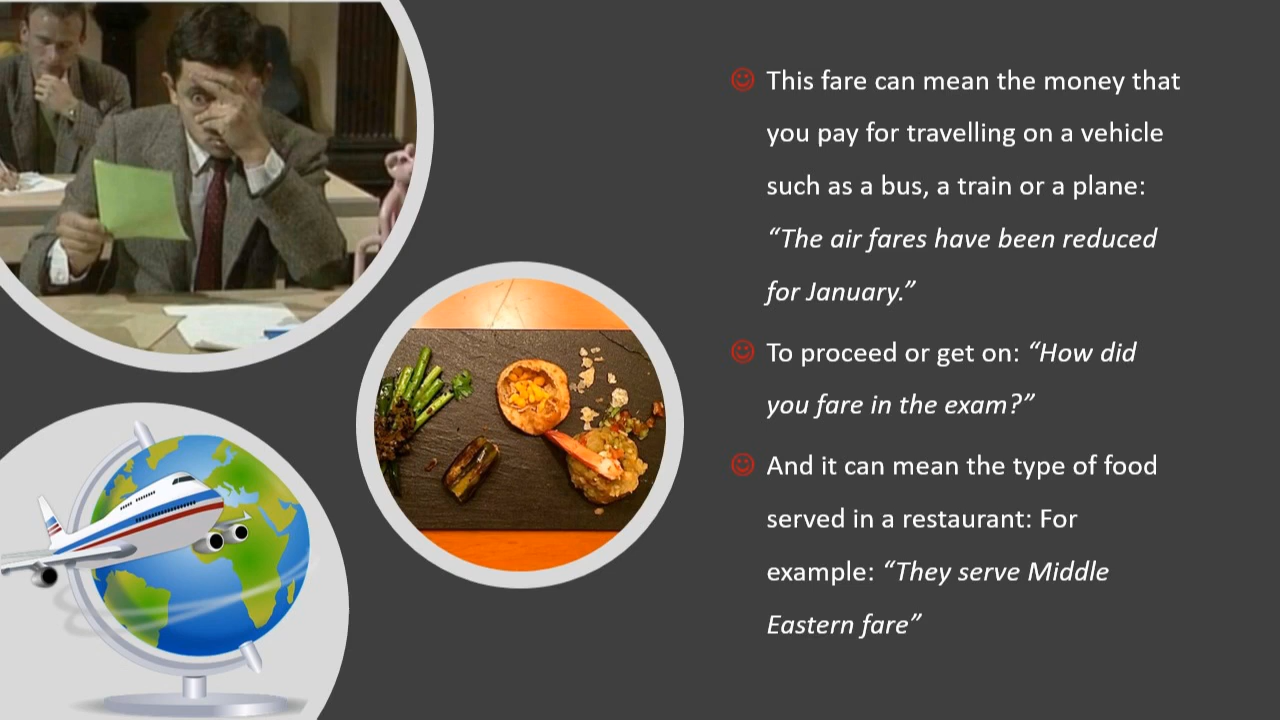 This fare can mean the money that
you pay for travelling on a vehicle
such as a bus, a train or a plane:
“The air fares have been reduced
for January.”
To proceed or get on: “How did
you fare in the exam?”
And it can mean the type of food
served in a restaurant: For
example: “They serve Middle
Eastern fare”